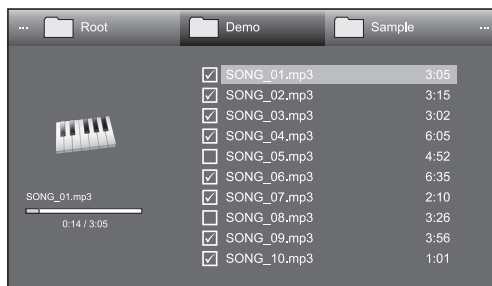 ... Root Demo Sample ...
SONG_01.mp3 3:05
SONG_02.mp3 3:15
SONG_03.mp3 3:02
SONG_04.mp3 6:05
SONG_05.mp3 4:52
SONG_06.mp3 6:35
SONG_07.mp3 2:10
SONG_08.mp3 3:26
SONG_09.mp3 3:56
SONG_10.mp3 1:01
SONG_01.mp3
0:14 / 3:05